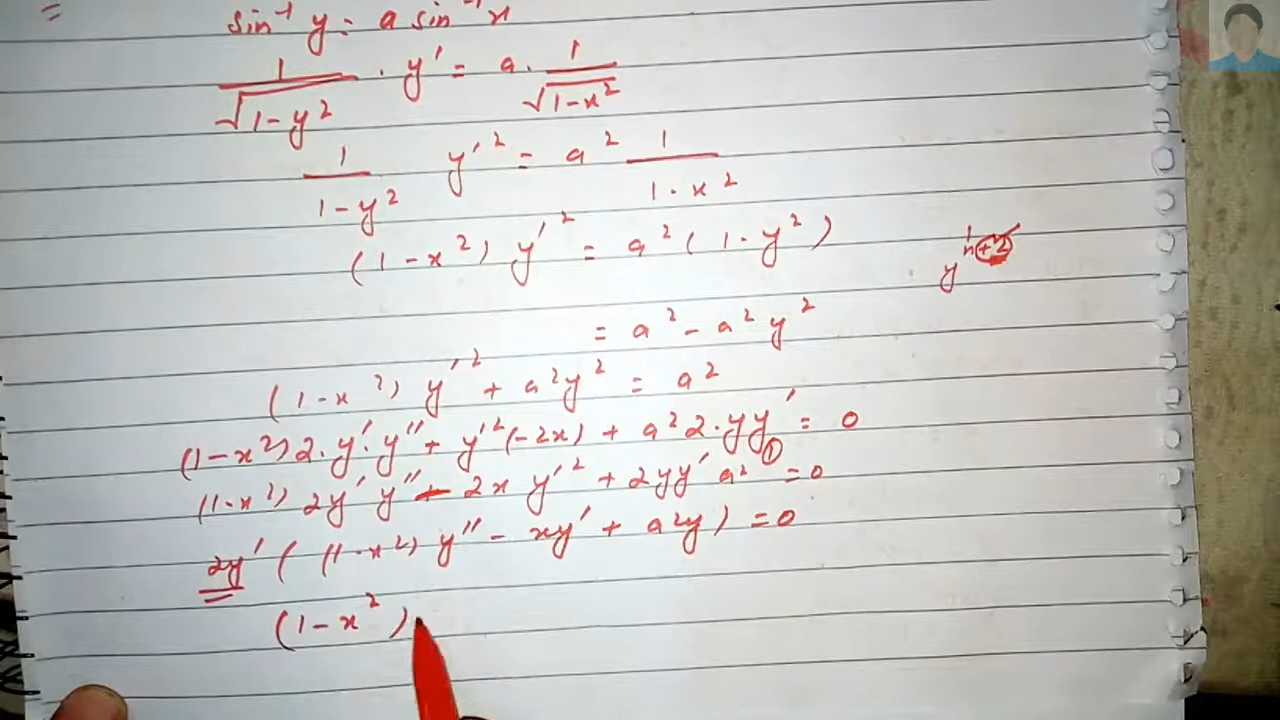 =
sin⁻¹ y = a sin⁻¹ x
1/√(1-y²) · y' = a · 1/√(1-x²)
1/(1-y²) y'² = a² 1/(1-x²)
(1-x²) y'² = a² (1-y²)
yⁿ⁺²
= a² - a² y²
(1-x²) y'² + a²y² = a²
(1-x²) 2·y'·y'' + y'² (-2x) + a² 2·yy' = 0
①
(1-x²) 2y'y'' - 2x y'² + 2yy' a² = 0
2y' ( (1-x²) y'' - xy' + a²y) = 0
(1-x²)